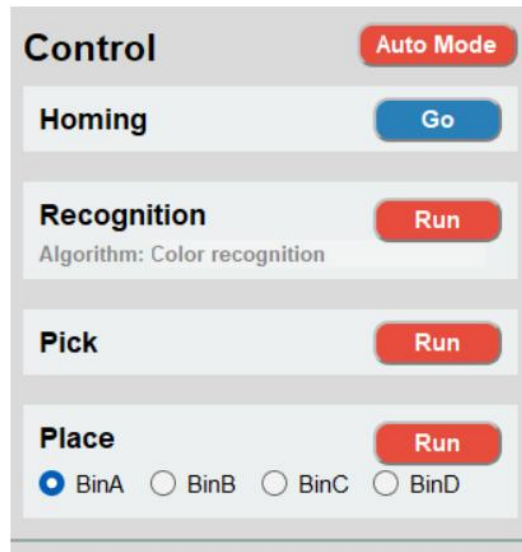 Control Auto Mode
Homing Go
Recognition Run
Algorithm: Color recognition
Pick Run
Place Run
BinA BinB BinC BinD